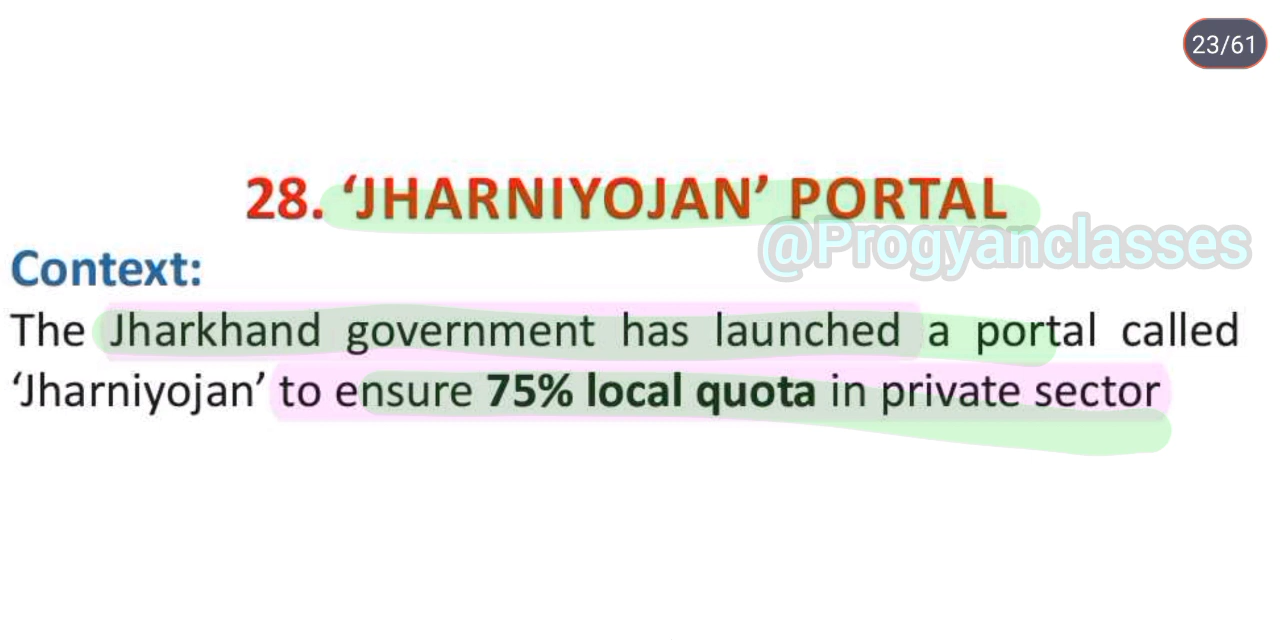 23/61
28. ‘JHARNIYOJAN’ PORTAL
@Progyanclasses
Context:
The Jharkhand government has launched a portal called
‘Jharniyojan’ to ensure 75% local quota in private sector